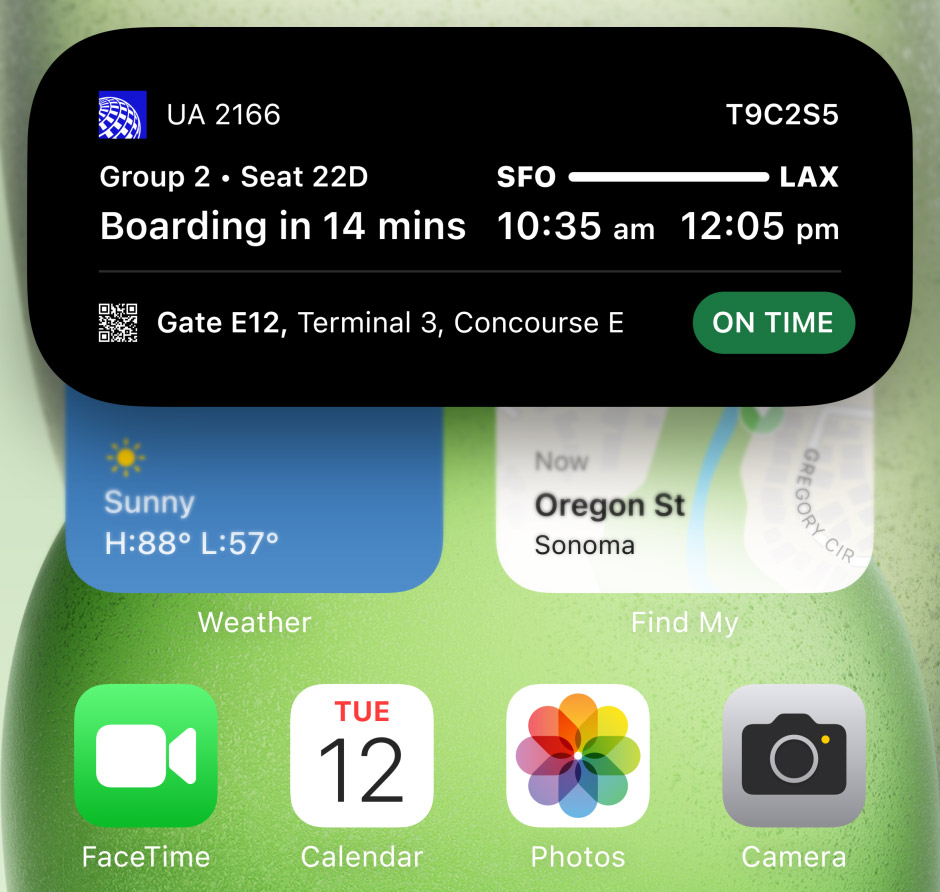 UA 2166
T9C2S5
Group 2 • Seat 22D
SFO LAX
Boarding in 14 mins
10:35 am 12:05 pm
Gate E12, Terminal 3, Concourse E
ON TIME
Sunny
H:88° L:57°
Weather
Now
Oregon St
Sonoma
GREGORY CIR
Find My
FaceTime
TUE
12
Calendar
Photos
Camera